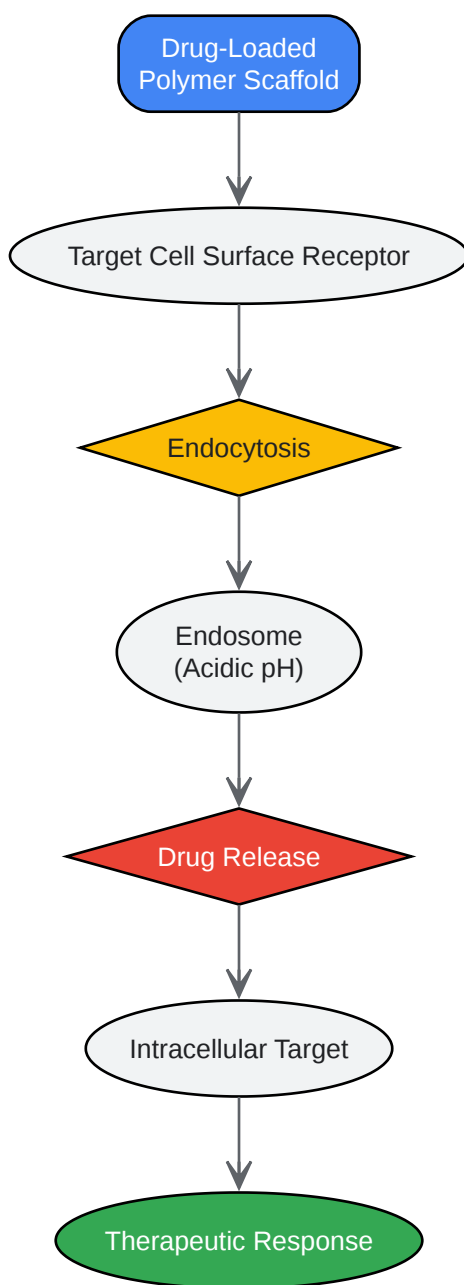 Drug-Loaded
Polymer Scaffold
Target Cell Surface Receptor
Endocytosis
Endosome
(Acidic pH)
Drug Release
Intracellular Target
Therapeutic Response